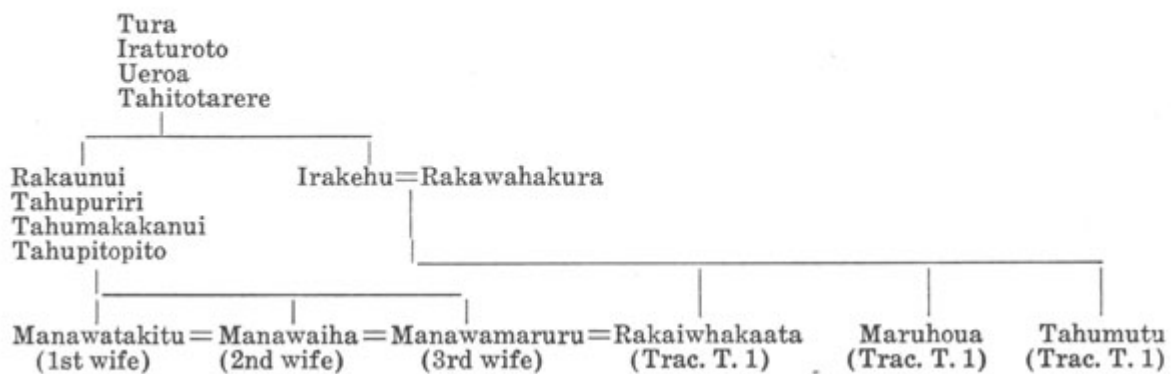 Tura
Iraturoto
Ueroa
Tahitotarere
Rakaunui Irakehu=Rakawahakura
Tahupuriri
Tahumakakanui
Tahupitopito
Manawatakitu=Manawaiha=Manawamaruru=Rakaiwhakaata Maruhoua Tahumutu
(1st wife) (2nd wife) (3rd wife) (Trac. T. 1) (Trac. T. 1) (Trac. T. 1)